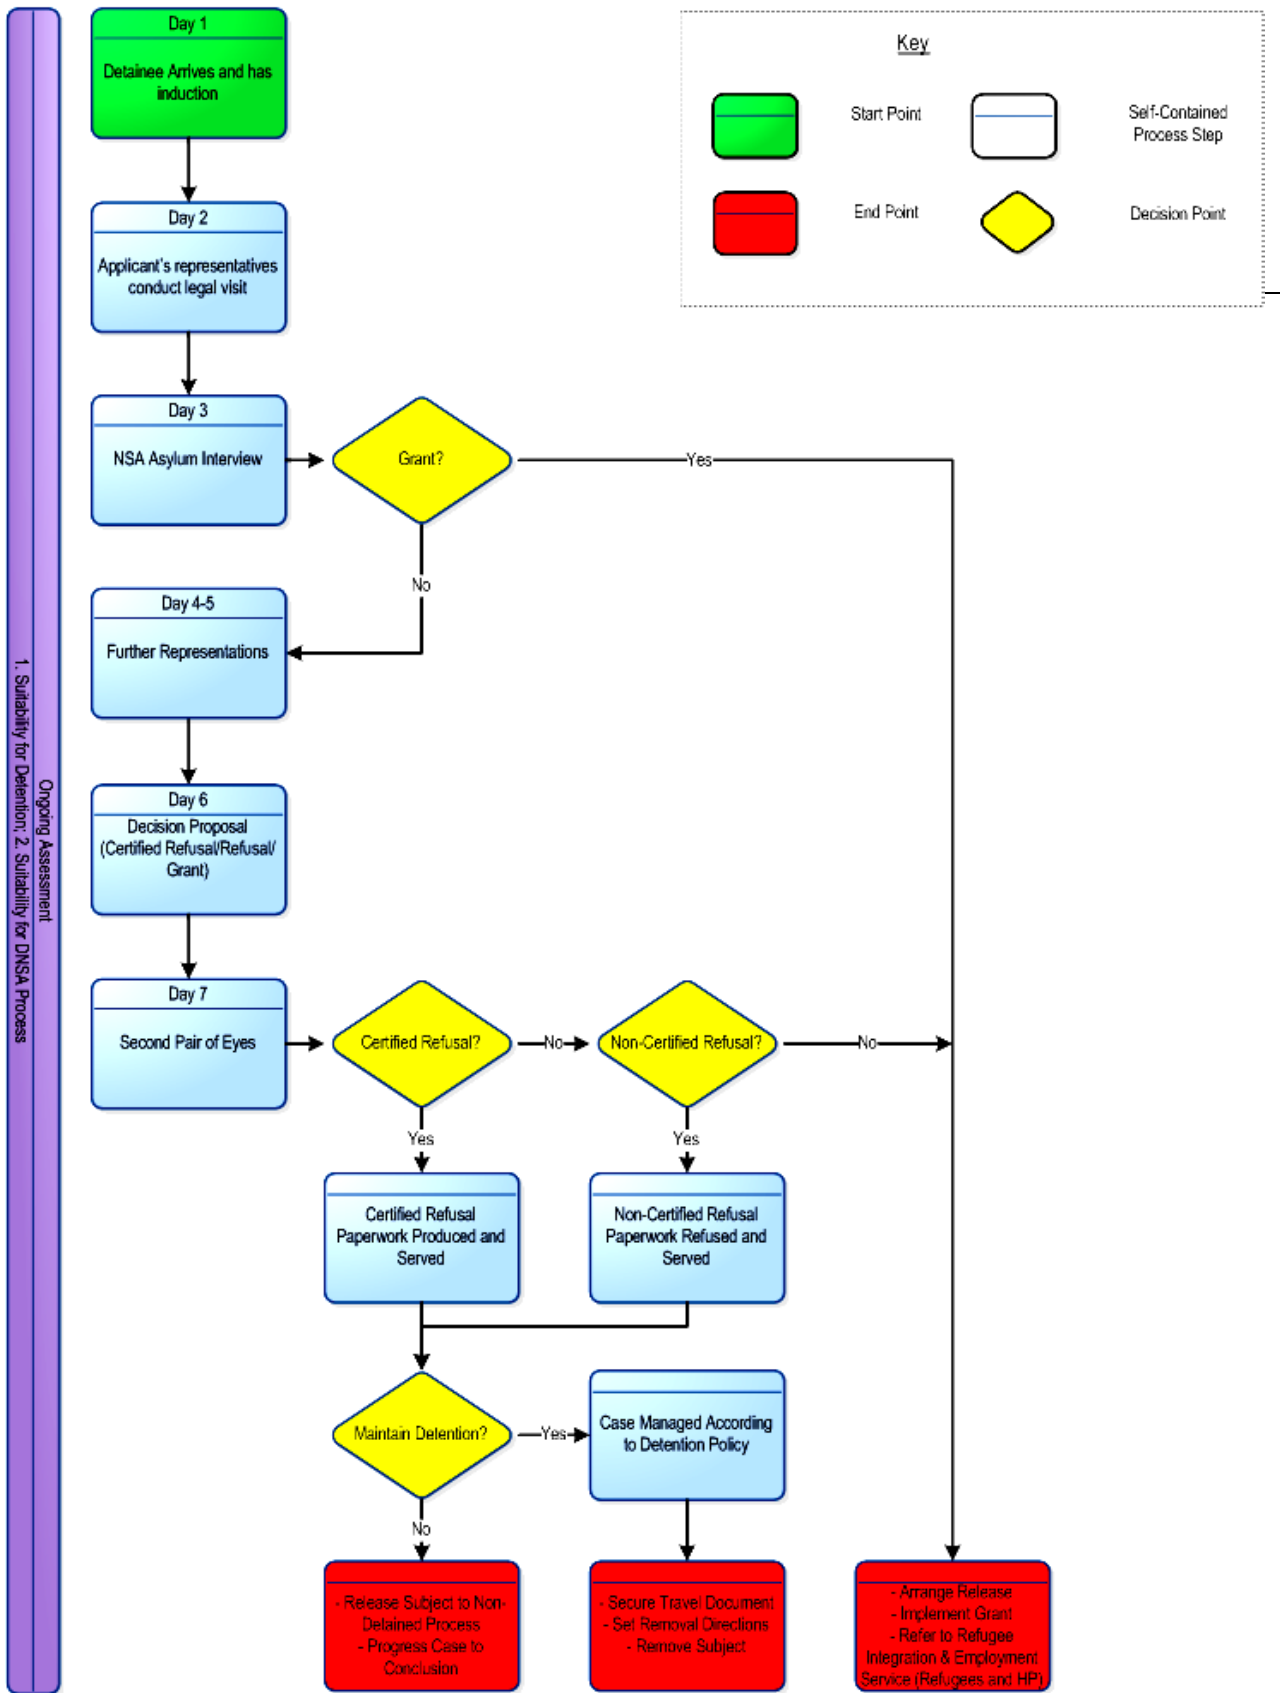 Day 1
Detainee Arrives and has
induction
Key
Start Point
Self-Contained
Process Step
End Point
Decision Point
Day 2
Applicant's representatives
conduct legal visit
Day 3
NSA Asylum Interview
Grant?
Yes
No
Day 4-5
Further Representations
Day 6
Decision Proposal
(Certified Refusal/Refusal/
Grant)
Day 7
Second Pair of Eyes
Certified Refusal?
No
Non-Certified Refusal?
No
Yes
Yes
Certified Refusal
Paperwork Produced and
Served
Non-Certified Refusal
Paperwork Refused and
Served
Maintain Detention?
Yes
Case Managed According
to Detention Policy
No
- Release Subject to Non-
Detained Process
- Progress Case to
Conclusion
- Secure Travel Document
- Set Removal Directions
- Remove Subject
- Arrange Release
- Implement Grant
- Refer to Refugee
Integration & Employment
Service (Refugees and HP)
Ongoing Assessment
1. Suitability for Detention; 2. Suitability for DNSA Process